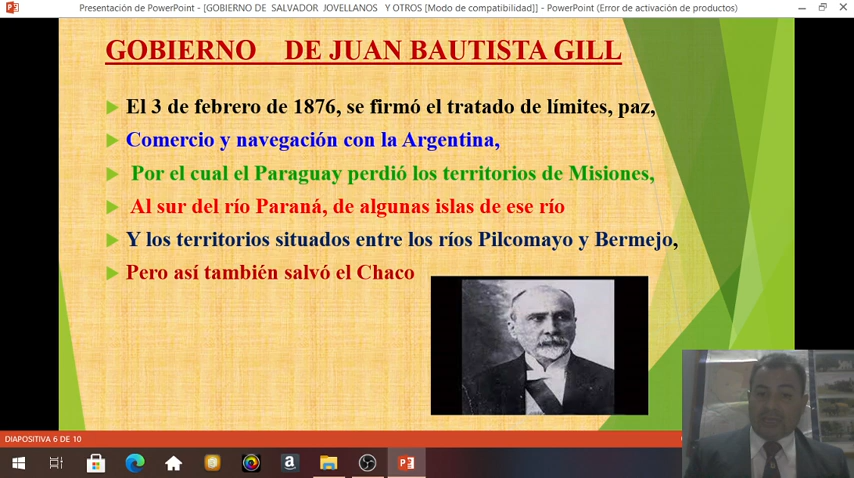 Presentación de PowerPoint - [GOBIERNO DE SALVADOR JOVELLANOS Y OTROS [Modo de compatibilidad]] - PowerPoint (Error de activación de productos)
GOBIERNO DE JUAN BAUTISTA GILL
El 3 de febrero de 1876, se firmó el tratado de límites, paz,
Comercio y navegación con la Argentina,
Por el cual el Paraguay perdió los territorios de Misiones,
Al sur del río Paraná, de algunas islas de ese río
Y los territorios situados entre los ríos Pilcomayo y Bermejo,
Pero así también salvó el Chaco
DIAPOSITIVA 6 DE 10